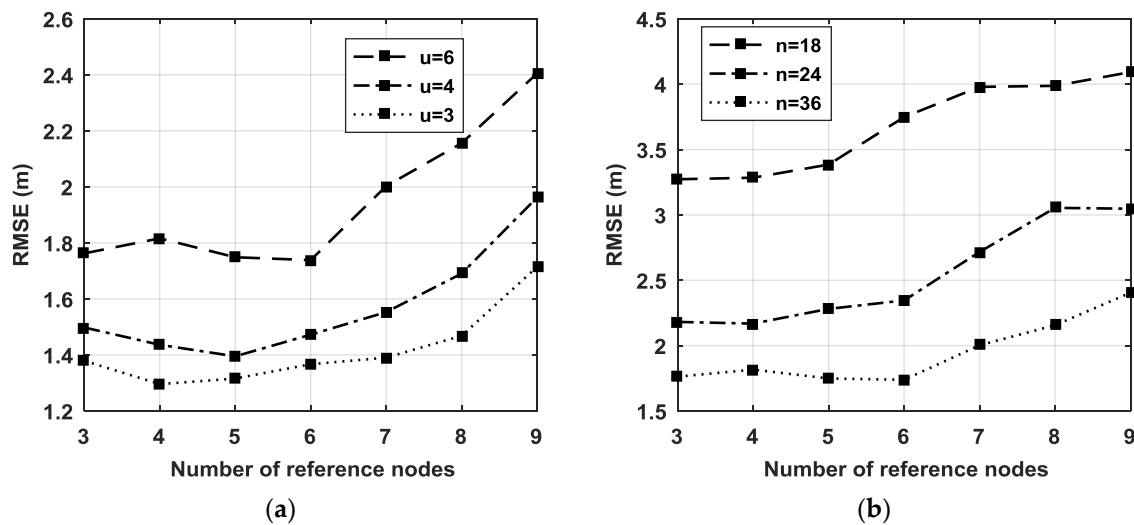 2.6
2.4
2.2
2
1.8
1.6
1.4
1.2
RMSE (m)
u=6
u=4
u=3
3 4 5 6 7 8 9
Number of reference nodes
(a)
4.5
4
3.5
3
2.5
2
1.5
RMSE (m)
n=18
n=24
n=36
3 4 5 6 7 8 9
Number of reference nodes
(b)